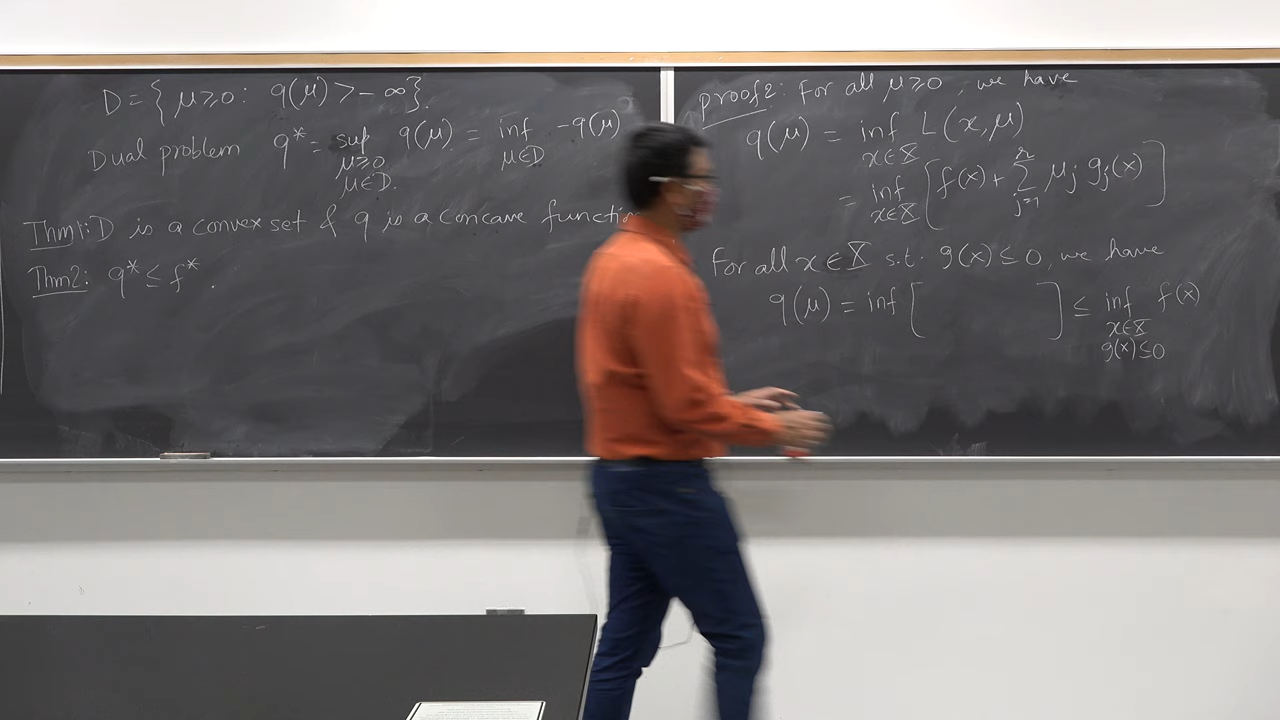 D = { μ ≥ 0 : q(μ) > -∞ }.
Dual problem q* = sup q(μ) = inf -q(μ)
μ≥0 μ∈D
μ∈D.
Thm1: D is a convex set & q is a concave function
Thm2: q* ≤ f* .
proof2: For all μ≥0, we have
q(μ) = inf L(x,μ)
x∈X
= inf [ f(x) + Σ μj gj(x) ]
x∈X j=1 r
For all x∈X s.t. g(x) ≤ 0, we have
q(μ) = inf [ ] ≤ inf f(x)
x∈X
g(x)≤0